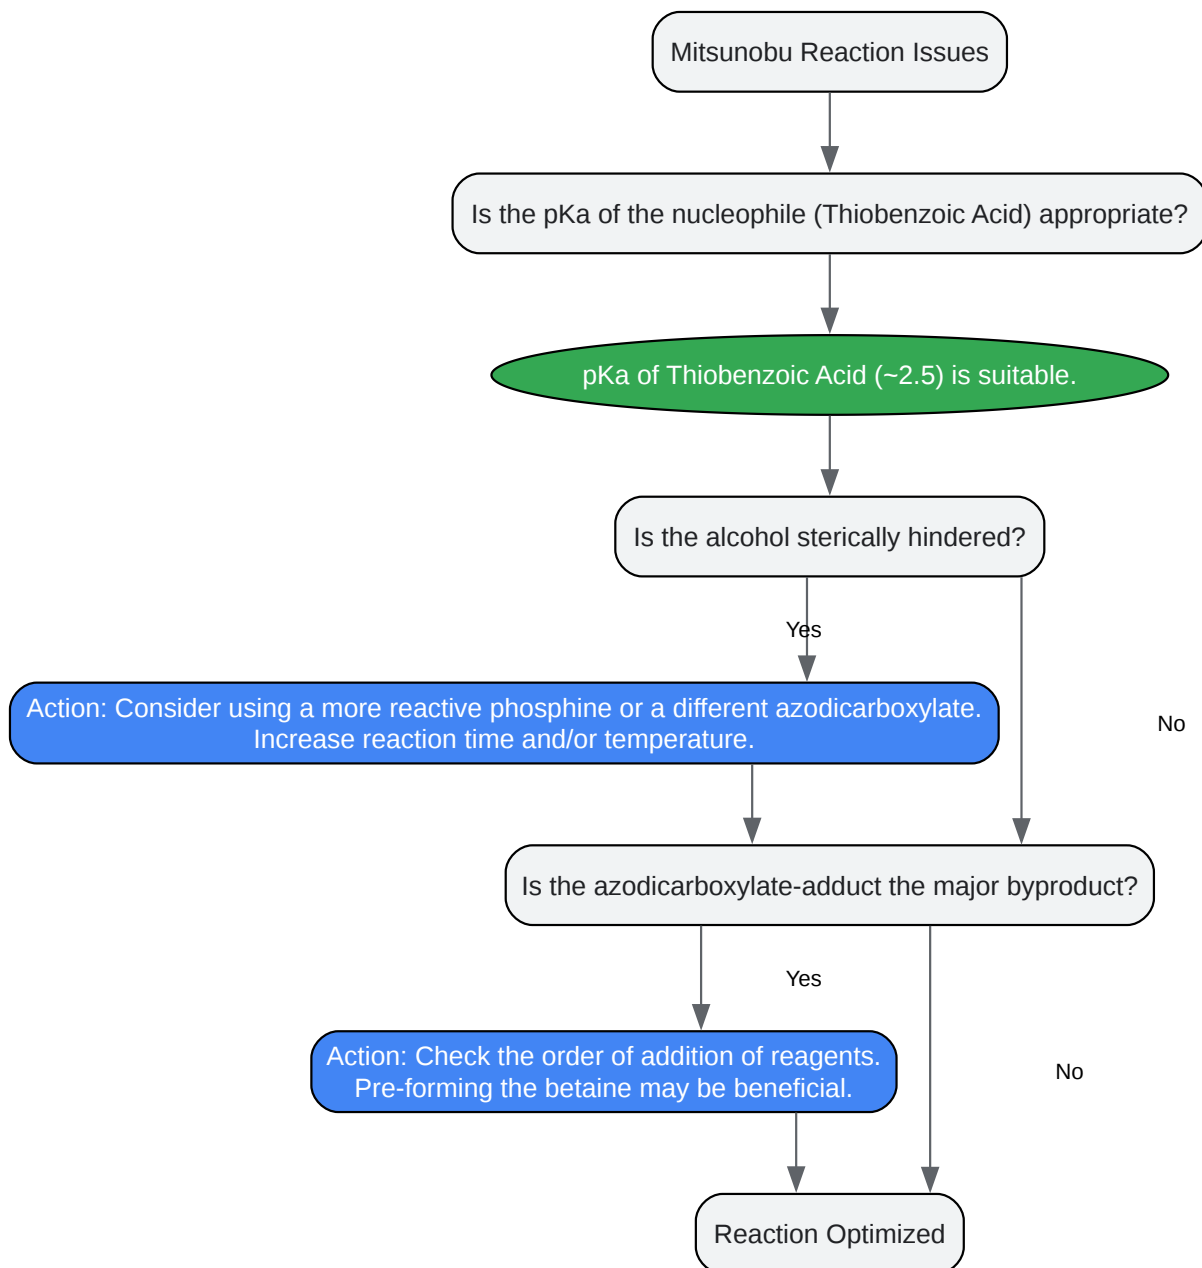 Mitsunobu Reaction Issues
Is the pKa of the nucleophile (Thiobenzoic Acid) appropriate?
pKa of Thiobenzoic Acid (~2.5) is suitable.
Is the alcohol sterically hindered?
Yes
Action: Consider using a more reactive phosphine or a different azodicarboxylate.
Increase reaction time and/or temperature.
No
Is the azodicarboxylate-adduct the major byproduct?
Yes
Action: Check the order of addition of reagents.
Pre-forming the betaine may be beneficial.
No
Reaction Optimized